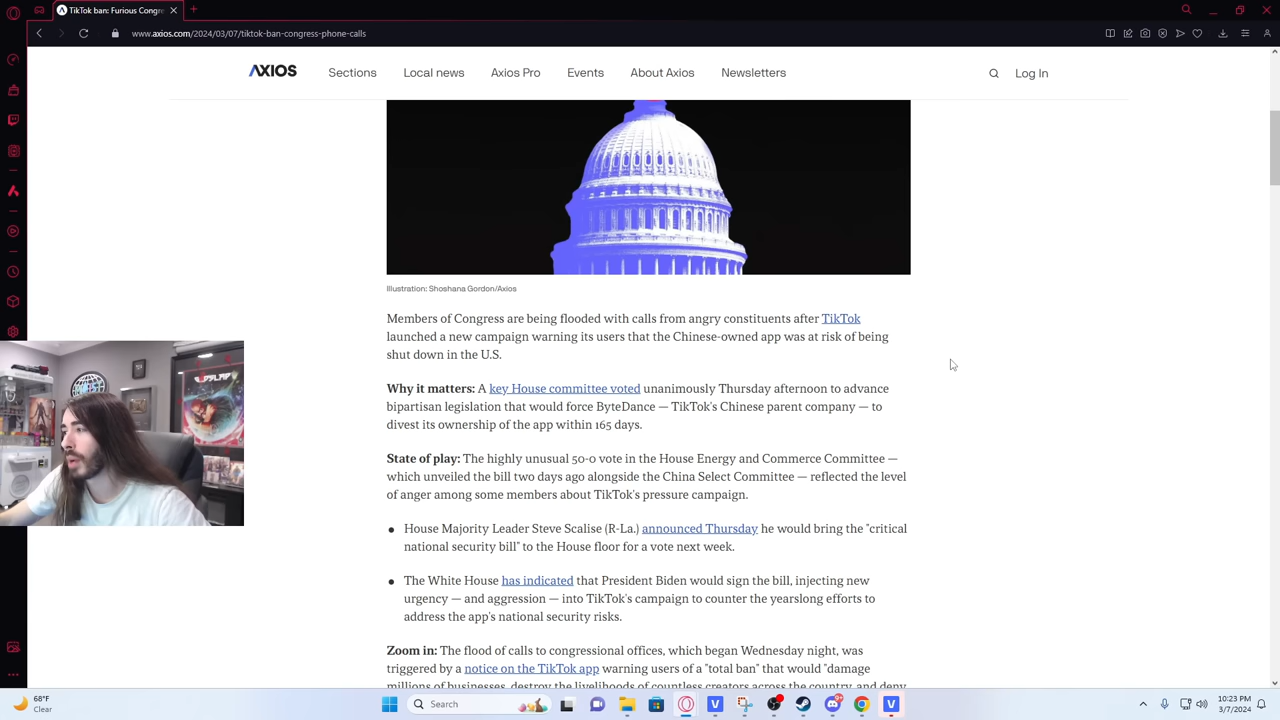 TikTok ban: Furious Congre
www.axios.com/2024/03/07/tiktok-ban-congress-phone-calls
AXIOS
Sections
Local news
Axios Pro
Events
About Axios
Newsletters
Log In
Illustration: Shoshana Gordon/Axios
Members of Congress are being flooded with calls from angry constituents after TikTok
launched a new campaign warning its users that the Chinese-owned app was at risk of being
shut down in the U.S.
Why it matters: A key House committee voted unanimously Thursday afternoon to advance
bipartisan legislation that would force ByteDance — TikTok's Chinese parent company — to
divest its ownership of the app within 165 days.
State of play: The highly unusual 50-0 vote in the House Energy and Commerce Committee —
which unveiled the bill two days ago alongside the China Select Committee — reflected the level
of anger among some members about TikTok's pressure campaign.
• House Majority Leader Steve Scalise (R-La.) announced Thursday he would bring the "critical
national security bill" to the House floor for a vote next week.
• The White House has indicated that President Biden would sign the bill, injecting new
urgency — and aggression — into TikTok's campaign to counter the yearslong efforts to
address the app's national security risks.
Zoom in: The flood of calls to congressional offices, which began Wednesday night, was
triggered by a notice on the TikTok app warning users of a "total ban" that would "damage
millions of businesses, destroy the livelihoods of countless creators across the country, and deny
68°F
Clear
Search
99+
10:23 PM
3/7/2024